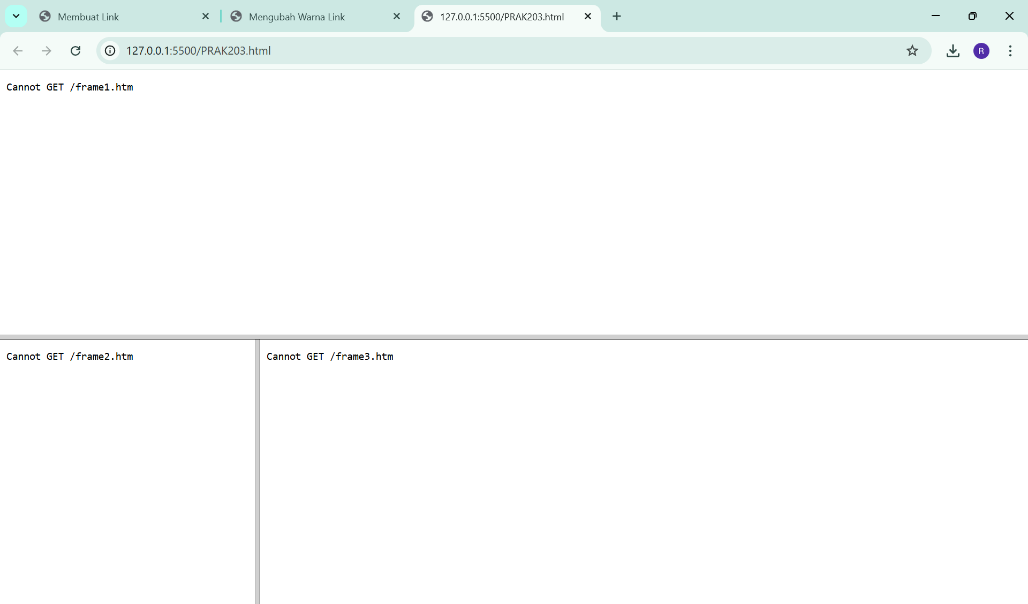 Membuat Link
Mengubah Warna Link
127.0.0.1:5500/PRAK203.html
127.0.0.1:5500/PRAK203.html
R
Cannot GET /frame1.htm
Cannot GET /frame2.htm
Cannot GET /frame3.htm